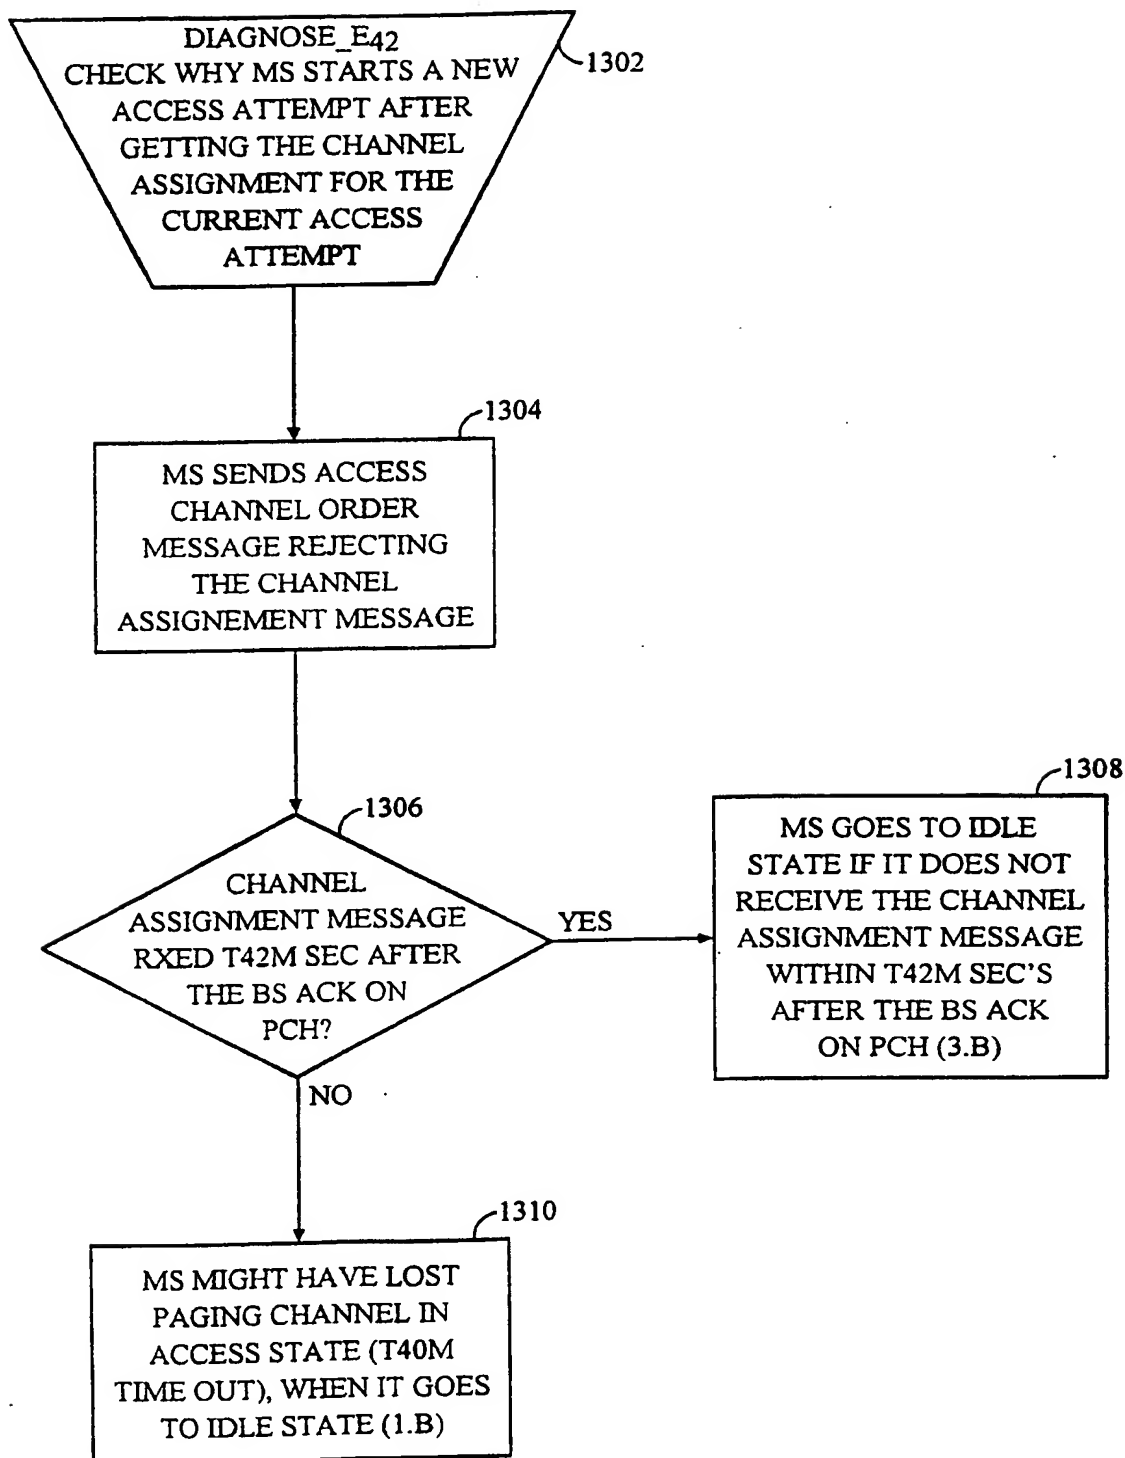 DIAGNOSE_E42
CHECK WHY MS STARTS A NEW
ACCESS ATTEMPT AFTER
GETTING THE CHANNEL
ASSIGNMENT FOR THE
CURRENT ACCESS
ATTEMPT
1302
1304
MS SENDS ACCESS
CHANNEL ORDER
MESSAGE REJECTING
THE CHANNEL
ASSIGNEMENT MESSAGE
1306
CHANNEL
ASSIGNMENT MESSAGE
RXED T42M SEC AFTER
THE BS ACK ON
PCH?
YES
NO
1308
MS GOES TO IDLE
STATE IF IT DOES NOT
RECEIVE THE CHANNEL
ASSIGNMENT MESSAGE
WITHIN T42M SEC'S
AFTER THE BS ACK
ON PCH (3.B)
1310
MS MIGHT HAVE LOST
PAGING CHANNEL IN
ACCESS STATE (T40M
TIME OUT), WHEN IT GOES
TO IDLE STATE (1.B)